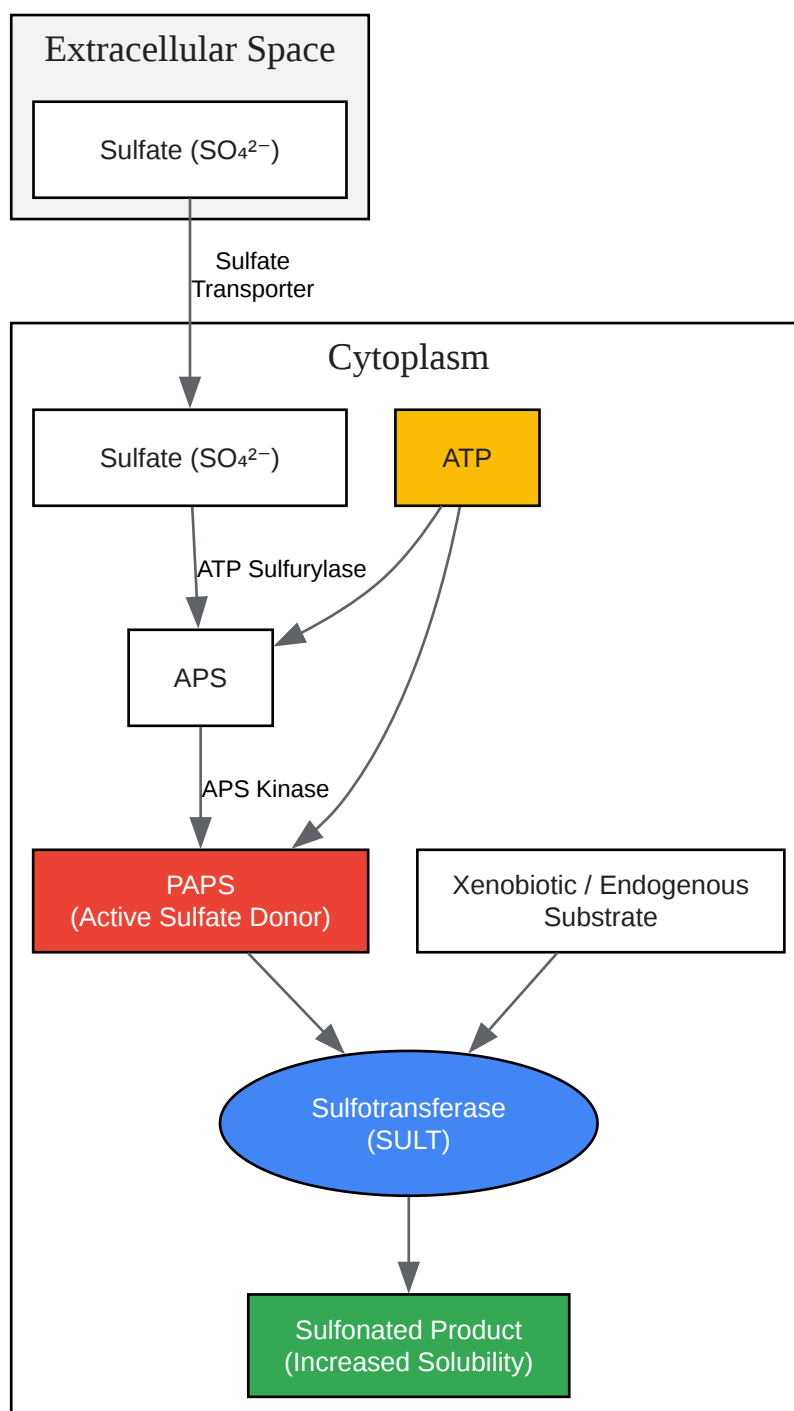 Extracellular Space
Sulfate (SO₄²⁻)
Sulfate
Transporter
Cytoplasm
Sulfate (SO₄²⁻)
ATP
ATP Sulfurylase
APS
APS Kinase
PAPS
(Active Sulfate Donor)
Xenobiotic / Endogenous
Substrate
Sulfotransferase
(SULT)
Sulfonated Product
(Increased Solubility)